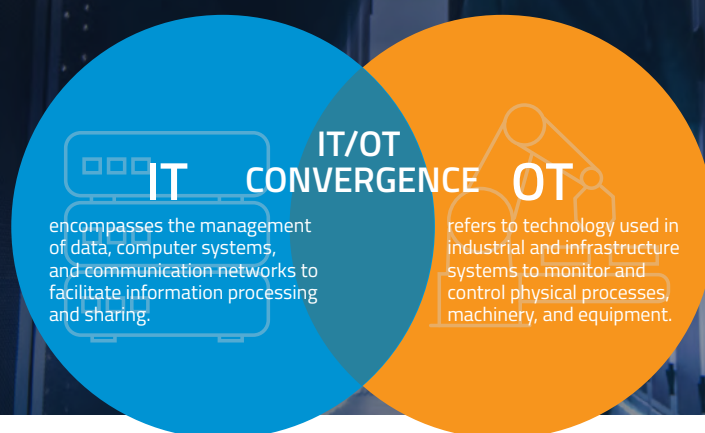 IT/OT
CONVERGENCE
IT
encompasses the management
of data, computer systems,
and communication networks to
facilitate information processing
and sharing.
OT
refers to technology used in
industrial and infrastructure
systems to monitor and
control physical processes,
machinery, and equipment.